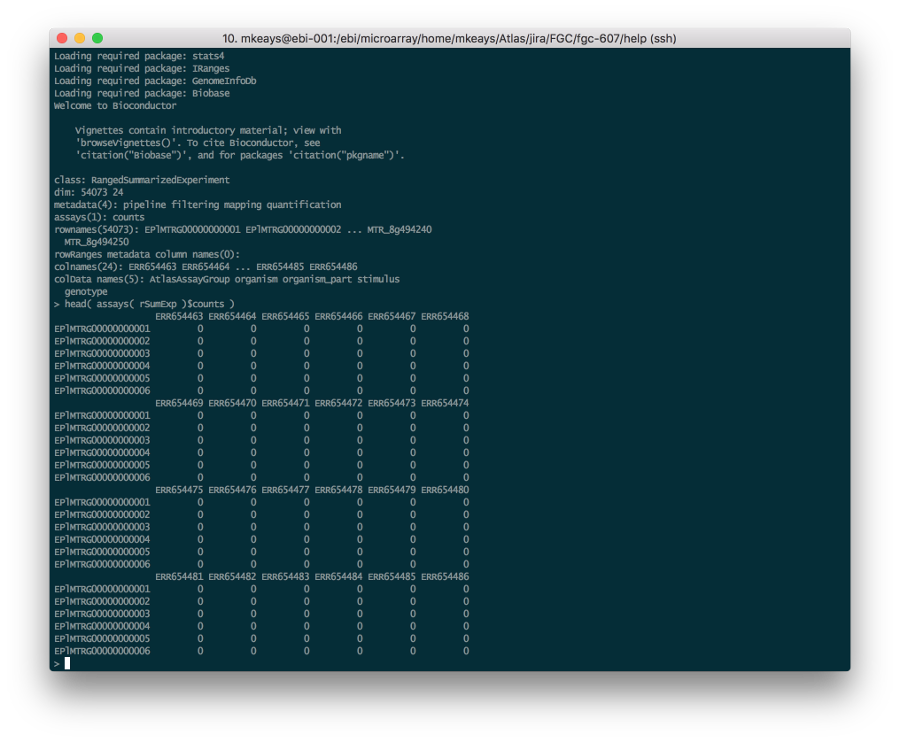 10. mkeays@ebi-001:/ebi/microarray/home/mkeays/Atlas/jira/FGC/fgc-607/help (ssh)
Loading required package: stats4
Loading required package: IRanges
Loading required package: GenomeInfoDb
Loading required package: Biobase
Welcome to Bioconductor
Vignettes contain introductory material; view with
'browseVignettes()'. To cite Bioconductor, see
'citation("Biobase")', and for packages 'citation("pkgname")'.
class: RangedSummarizedExperiment
dim: 54073 24
metadata(4): pipeline filtering mapping quantification
assays(1): counts
rownames(54073): EPlMTRG00000000001 EPlMTRG00000000002 ... MTR_8g494240
MTR_8g494250
rowRanges metadata column names(0):
colnames(24): ERR654463 ERR654464 ... ERR654485 ERR654486
colData names(5): AtlasAssayGroup organism organism_part stimulus
genotype
> head( assays( rSumExp )$counts )
ERR654463 ERR654464 ERR654465 ERR654466 ERR654467 ERR654468
EPlMTRG00000000001 0 0 0 0 0 0
EPlMTRG00000000002 0 0 0 0 0 0
EPlMTRG00000000003 0 0 0 0 0 0
EPlMTRG00000000004 0 0 0 0 0 0
EPlMTRG00000000005 0 0 0 0 0 0
EPlMTRG00000000006 0 0 0 0 0 0
ERR654469 ERR654470 ERR654471 ERR654472 ERR654473 ERR654474
EPlMTRG00000000001 0 0 0 0 0 0
EPlMTRG00000000002 0 0 0 0 0 0
EPlMTRG00000000003 0 0 0 0 0 0
EPlMTRG00000000004 0 0 0 0 0 0
EPlMTRG00000000005 0 0 0 0 0 0
EPlMTRG00000000006 0 0 0 0 0 0
ERR654475 ERR654476 ERR654477 ERR654478 ERR654479 ERR654480
EPlMTRG00000000001 0 0 0 0 0 0
EPlMTRG00000000002 0 0 0 0 0 0
EPlMTRG00000000003 0 0 0 0 0 0
EPlMTRG00000000004 0 0 0 0 0 0
EPlMTRG00000000005 0 0 0 0 0 0
EPlMTRG00000000006 0 0 0 0 0 0
ERR654481 ERR654482 ERR654483 ERR654484 ERR654485 ERR654486
EPlMTRG00000000001 0 0 0 0 0 0
EPlMTRG00000000002 0 0 0 0 0 0
EPlMTRG00000000003 0 0 0 0 0 0
EPlMTRG00000000004 0 0 0 0 0 0
EPlMTRG00000000005 0 0 0 0 0 0
EPlMTRG00000000006 0 0 0 0 0 0
>